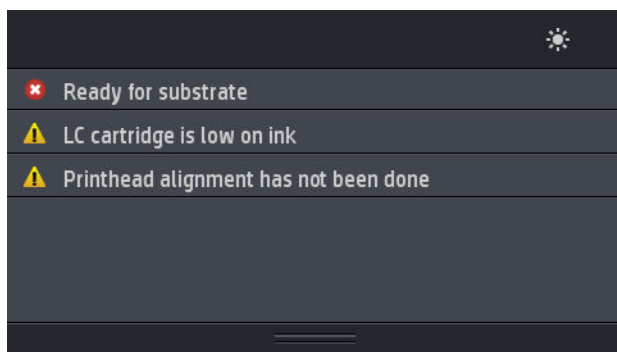 Ready for substrate
LC cartridge is low on ink
Printhead alignment has not been done